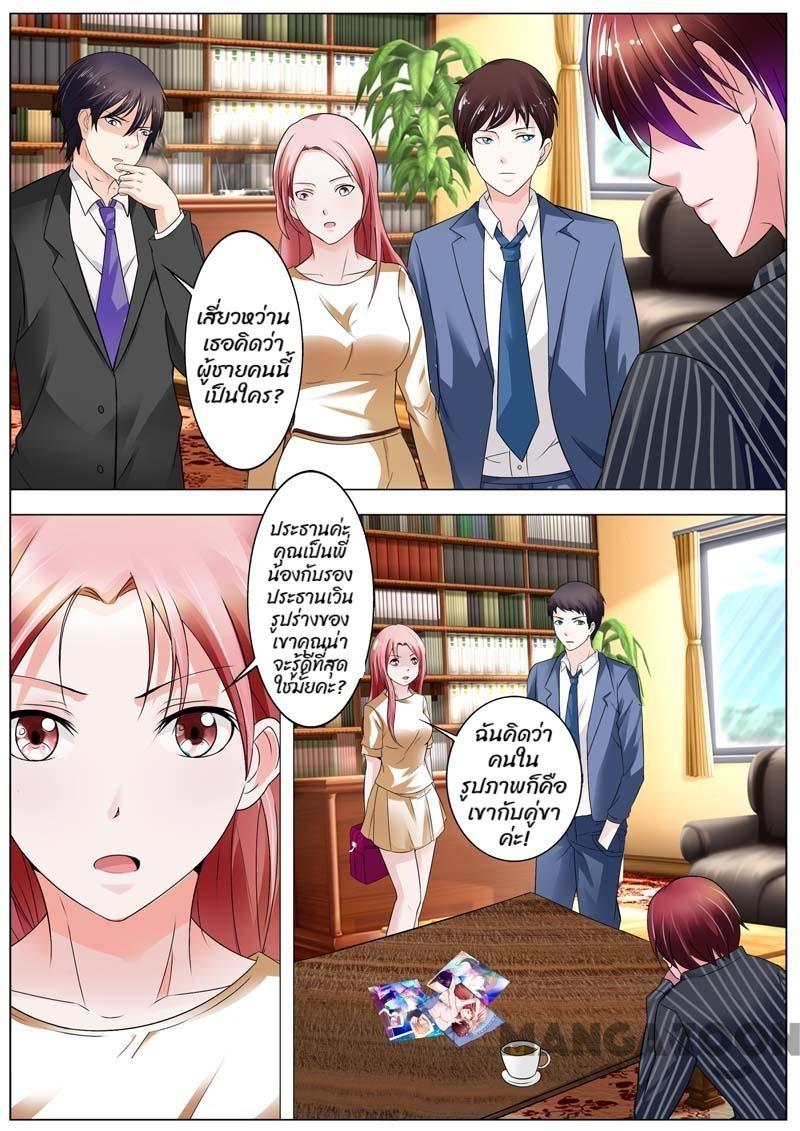 เสี่ยวหว่าน
เธอคิดว่า
ผู้ชายคนนี้
เป็นใคร?
ประธานค่ะ
คุณเป็นพี่
น้องกับรอง
ประธานเวิน
รูปร่างของ
เขาคุณน่า
จะรู้ดีที่สุด
ใช่มั้ยคะ?
ฉันคิดว่า
คนใน
รูปภาพก็คือ
เขากับคู่ขา
ค่ะ!
MANGATOON